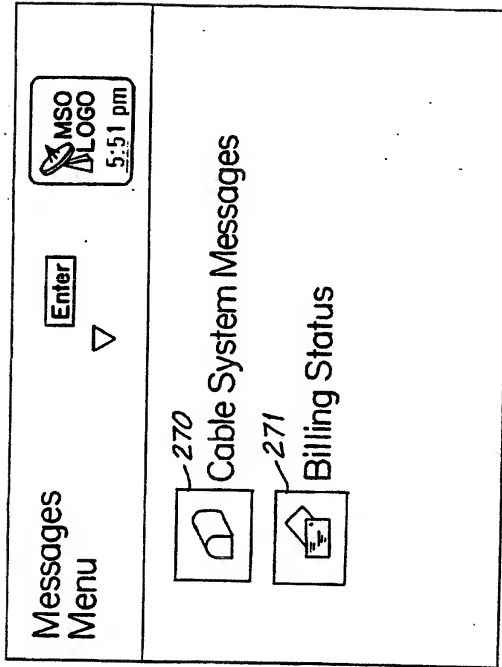 Messages
Menu
Enter
MSO
LOGO
5:51 pm
270
Cable System Messages
271
Billing Status